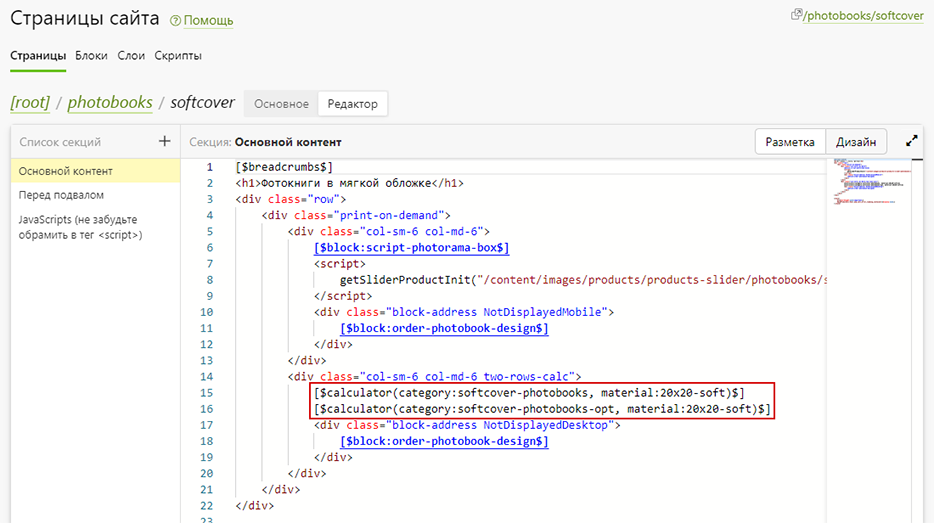 Страницы сайта ? Помощь /photobooks/softcover
Страницы Блоки Слои Скрипты
[root] / photobooks / softcover Основное Редактор
Список секций + Секция: Основной контент Разметка Дизайн
Основной контент
Перед подвалом
JavaScripts (не забудьте
обрамить в тег <script>)
1 [$breadcrumbs$]
2 <h1>Фотокниги в мягкой обложке</h1>
3 <div class="row">
4 <div class="print-on-demand">
5 <div class="col-sm-6 col-md-6">
6 [$block:script-photorama-box$]
7 <script>
8 getSliderProductInit("/content/images/products/products-slider/photobooks/s
9 </script>
10 <div class="block-address NotDisplayedMobile">
11 [$block:order-photobook-design$]
12 </div>
13 </div>
14 <div class="col-sm-6 col-md-6 two-rows-calc">
15 [$calculator(category:softcover-photobooks, material:20x20-soft)$]
16 [$calculator(category:softcover-photobooks-opt, material:20x20-soft)$]
17 <div class="block-address NotDisplayedDesktop">
18 [$block:order-photobook-design$]
19 </div>
20 </div>
21 </div>
22 </div>
23